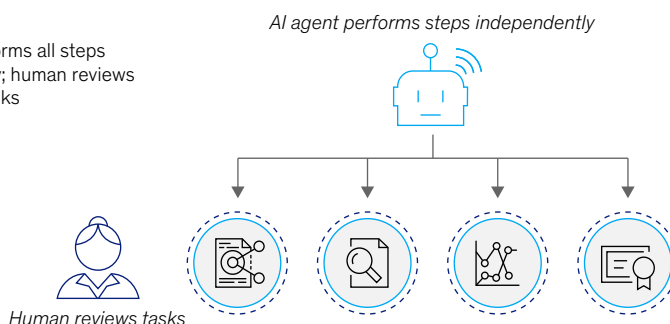 AI agent performs steps independently
rms all steps
; human reviews
ks
Human reviews tasks